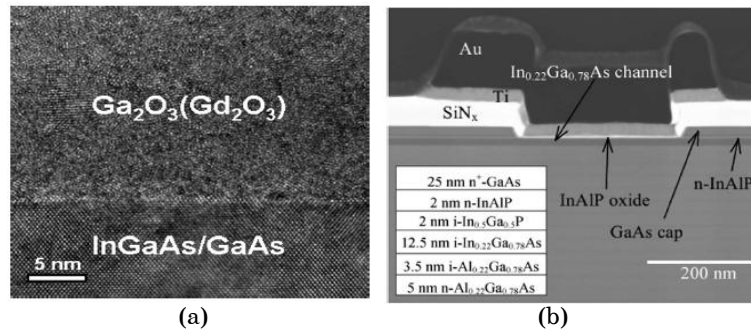 Ga₂O₃(Gd₂O₃)
InGaAs/GaAs
5 nm
(a)
Au
In₀.₂₂Ga₀.₇₈As channel
Ti
SiNₓ
n-InAlP
InAlP oxide
GaAs cap
25 nm n⁺-GaAs
2 nm n-InAlP
2 nm i-In₀.₅Ga₀.₅P
12.5 nm i-In₀.₂₂Ga₀.₇₈As
3.5 nm i-Al₀.₂₂Ga₀.₇₈As
5 nm n-Al₀.₂₂Ga₀.₇₈As
200 nm
(b)